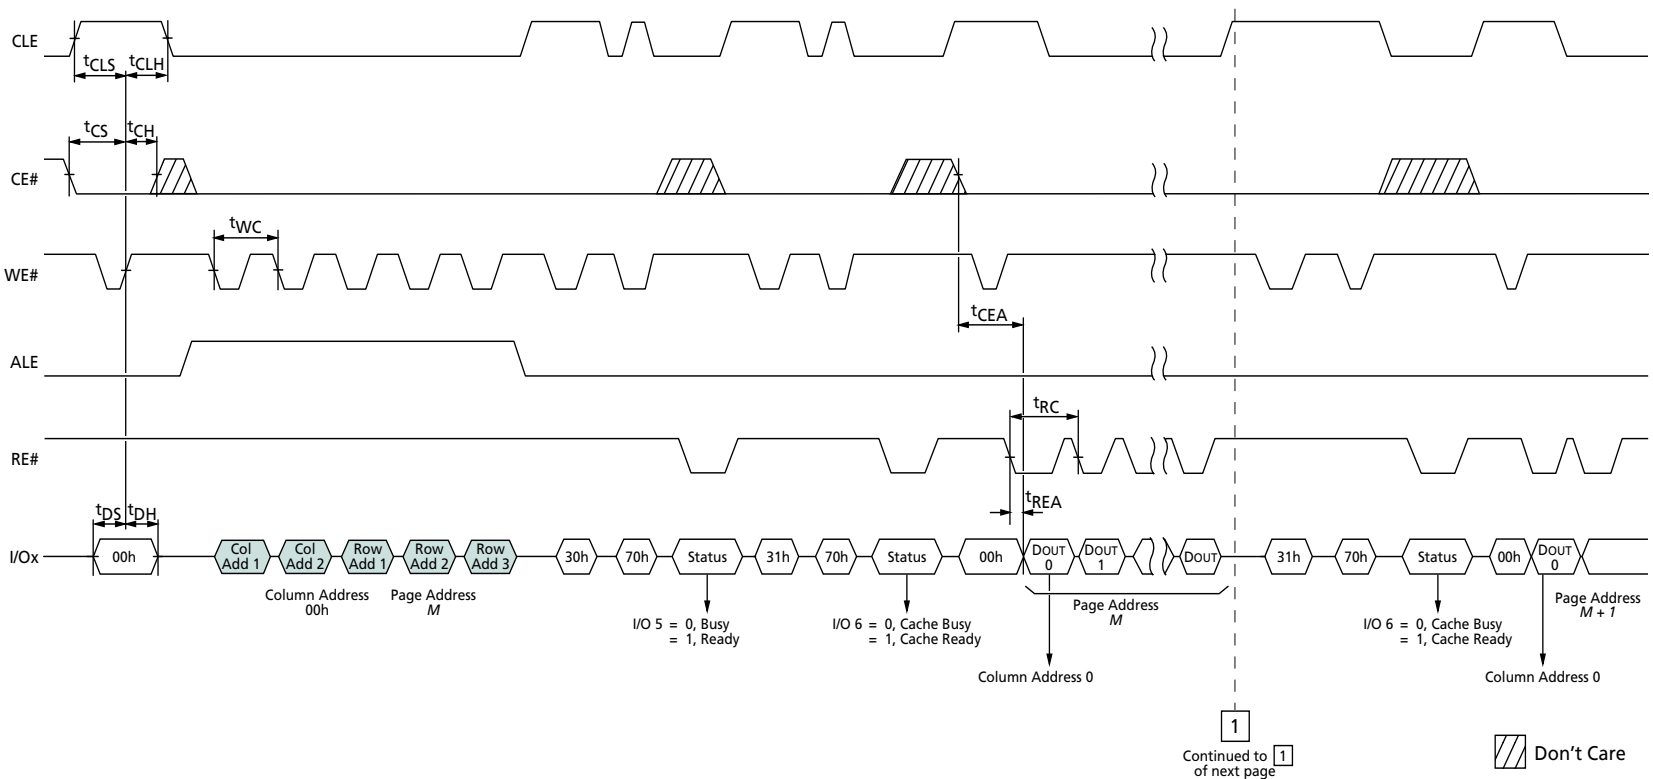 CLE
tCLS tCLH
tCS tCH
CE#
tWC
WE#
tCEA
ALE
tRC
RE#
tREA
tDS tDH
I/Ox
00h
Col Add 1
Col Add 2
Row Add 1
Row Add 2
Row Add 3
30h
70h
Status
31h
70h
Status
00h
DOUT 0
DOUT 1
DOUT
31h
70h
Status
00h
DOUT 0
Column Address
00h
Page Address
M
I/O 5 = 0, Busy
= 1, Ready
I/O 6 = 0, Cache Busy
= 1, Cache Ready
Page Address
M
Column Address 0
I/O 6 = 0, Cache Busy
= 1, Cache Ready
Page Address
M + 1
Column Address 0
1
Continued to 1
of next page
Don't Care